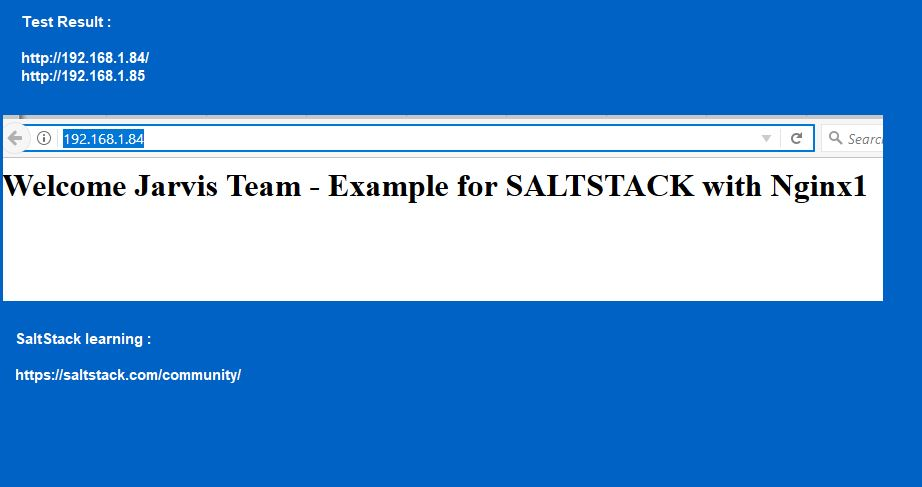 Test Result :
http://192.168.1.84/
http://192.168.1.85
192.168.1.84
Searc
Welcome Jarvis Team - Example for SALTSTACK with Nginx1
SaltStack learning :
https://saltstack.com/community/